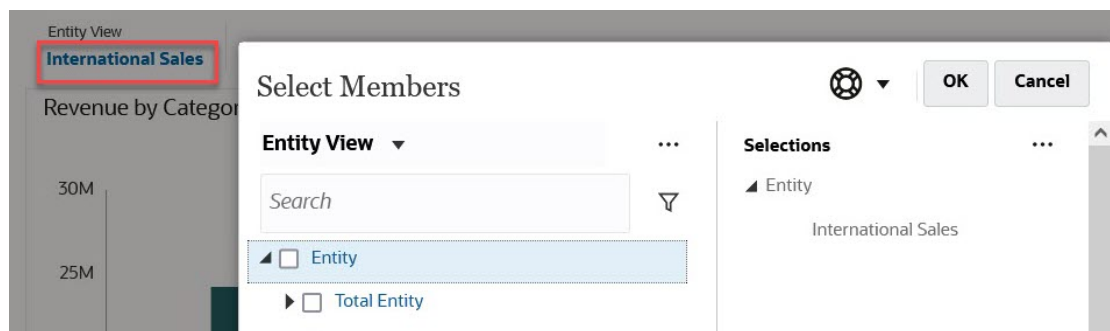 Entity View
International Sales
Revenue by Categor
30M
25M
Select Members
OK
Cancel
Entity View
Search
Entity
Total Entity
Selections
Entity
International Sales